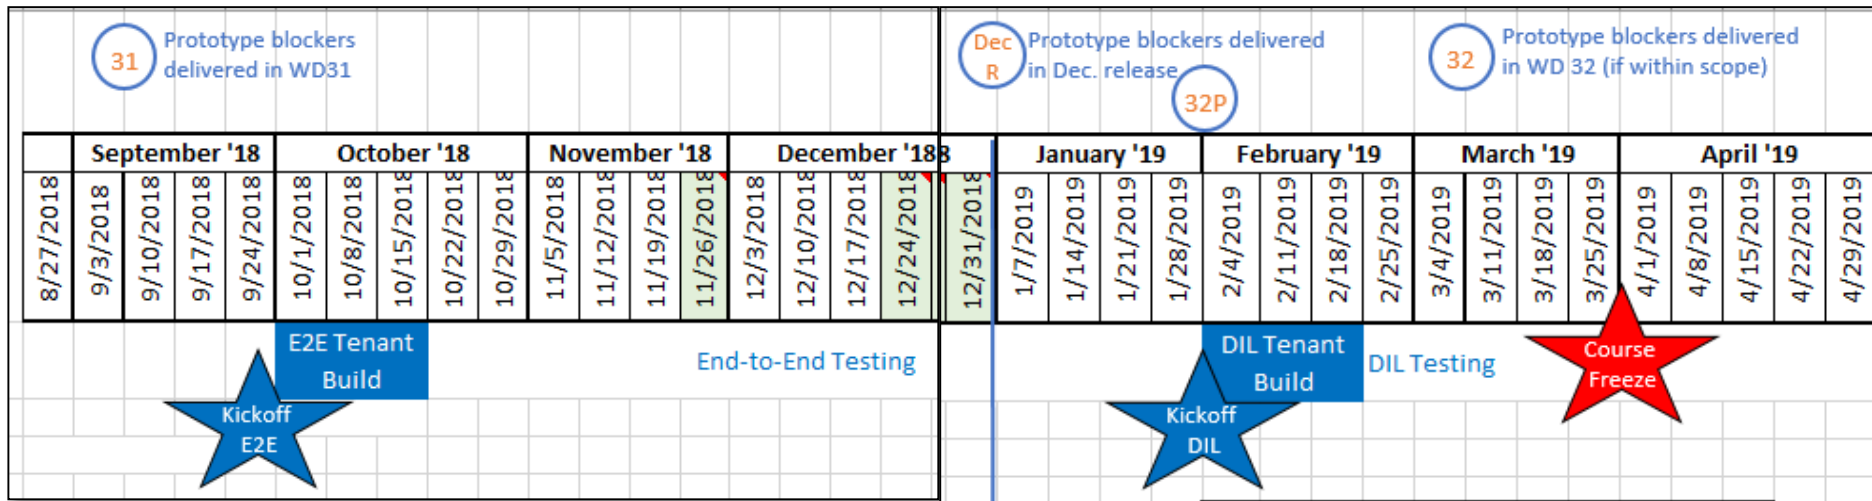 31
Prototype blockers
delivered in WD31
Dec
R
Prototype blockers delivered
in Dec. release
32P
32
Prototype blockers delivered
in WD 32 (if within scope)
September '18
October '18
November '18
December '188
January '19
February '19
March '19
April '19
8/27/2018
9/3/2018
9/10/2018
9/17/2018
9/24/2018
10/1/2018
10/8/2018
10/15/2018
10/22/2018
10/29/2018
11/5/2018
11/12/2018
11/19/2018
11/26/2018
12/3/2018
12/10/2018
12/17/2018
12/24/2018
12/31/2018
1/7/2019
1/14/2019
1/21/2019
1/28/2019
2/4/2019
2/11/2019
2/18/2019
2/25/2019
3/4/2019
3/11/2019
3/18/2019
3/25/2019
4/1/2019
4/8/2019
4/15/2019
4/22/2019
4/29/2019
E2E Tenant
Build
End-to-End Testing
Kickoff
E2E
DIL Tenant
Build
DIL Testing
Kickoff
DIL
Course
Freeze